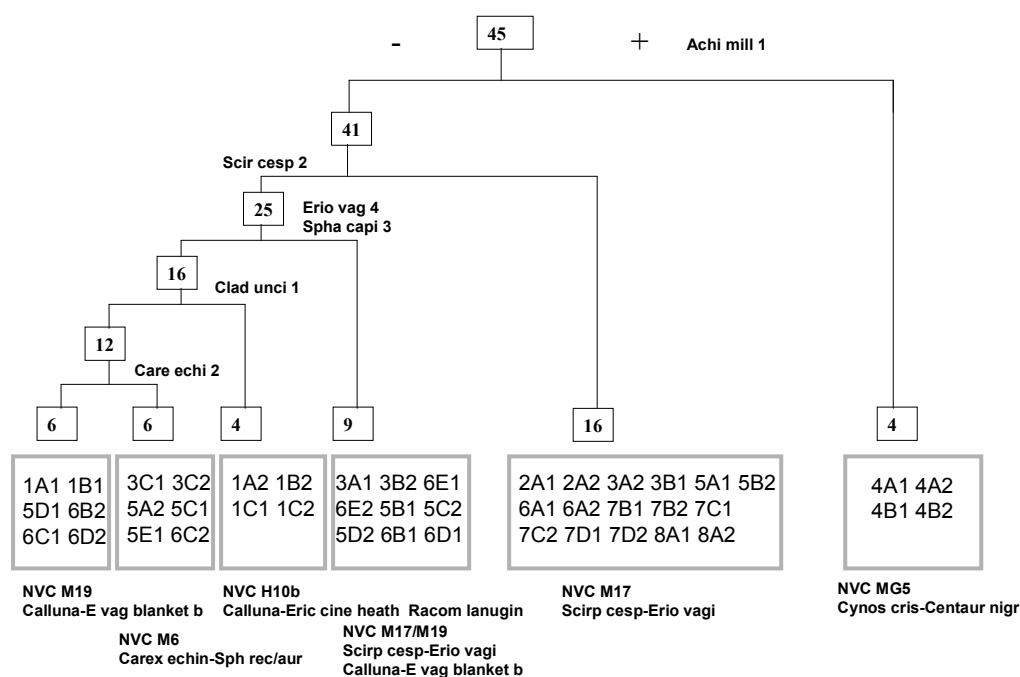 45
- + Achi mill 1
41
Scir cesp 2
25
Erio vag 4
Spha capi 3
16
Clad unci 1
12
Care echi 2
6 6 4 9 16 4
1A1 1B1
5D1 6B2
6C1 6D2
3C1 3C2
5A2 5C1
5E1 6C2
1A2 1B2
1C1 1C2
3A1 3B2 6E1
6E2 5B1 5C2
5D2 6B1 6D1
2A1 2A2 3A2 3B1 5A1 5B2
6A1 6A2 7B1 7B2 7C1
7C2 7D1 7D2 8A1 8A2
4A1 4A2
4B1 4B2
NVC M19
Calluna-E vag blanket b
NVC M6
Carex echin-Sph rec/aur
NVC H10b
Calluna-Eric cine heath Racom lanugin
NVC M17/M19
Scirp cesp-Erio vagi
Calluna-E vag blanket b
NVC M17
Scirp cesp-Erio vagi
NVC MG5
Cynos cris-Centaur nigr